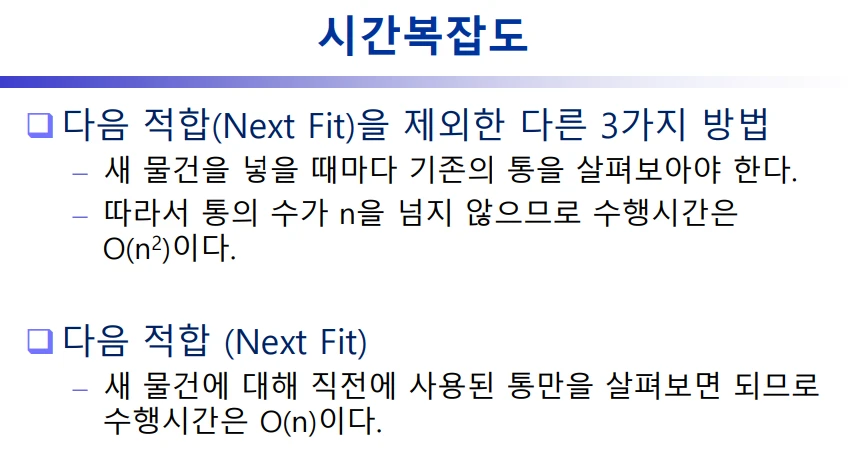 시간복잡도
❑ 다음 적합(Next Fit)을 제외한 다른 3가지 방법
– 새 물건을 넣을 때마다 기존의 통을 살펴보아야 한다.
– 따라서 통의 수가 n을 넘지 않으므로 수행시간은
O(n²)이다.
❑ 다음 적합 (Next Fit)
– 새 물건에 대해 직전에 사용된 통만을 살펴보면 되므로
수행시간은 O(n)이다.